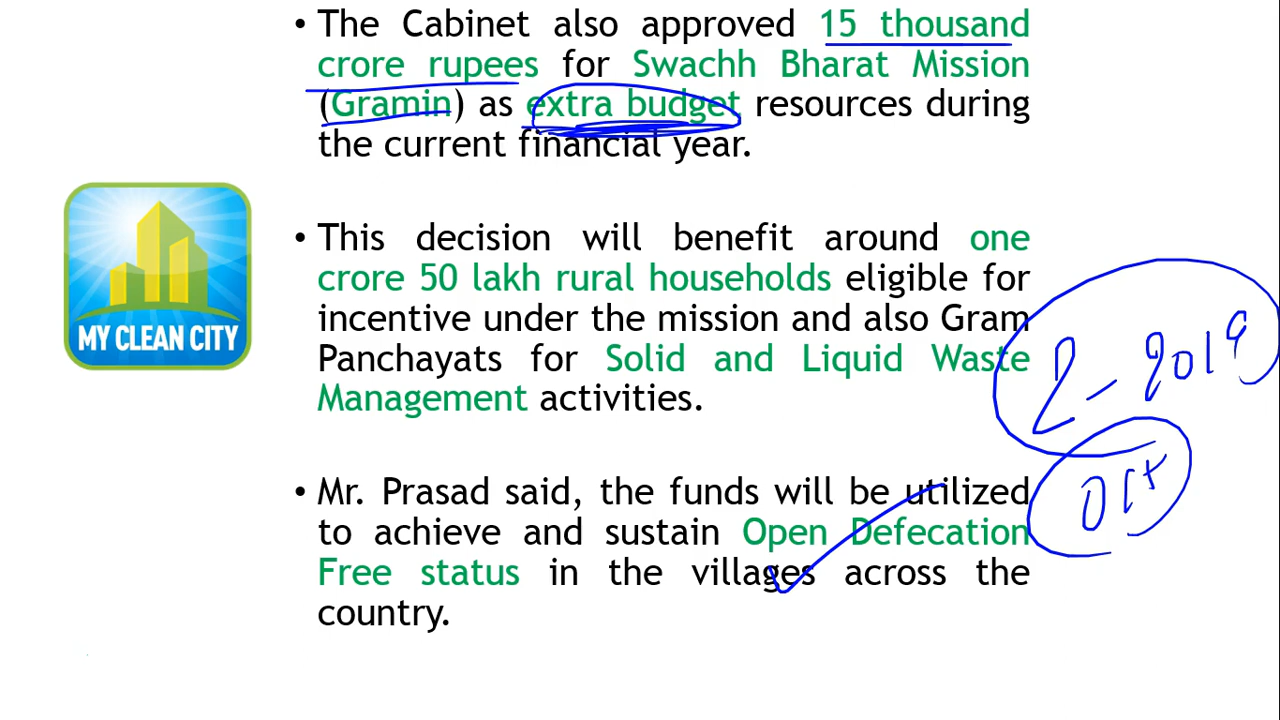 • The Cabinet also approved 15 thousand
crore rupees for Swachh Bharat Mission
(Gramin) as extra budget resources during
the current financial year.
• This decision will benefit around one
crore 50 lakh rural households eligible for
incentive under the mission and also Gram
Panchayats for Solid and Liquid Waste
Management activities.
MY CLEAN CITY
2 - 2019
Oct
• Mr. Prasad said, the funds will be utilized
to achieve and sustain Open Defecation
Free status in the villages across the
country.